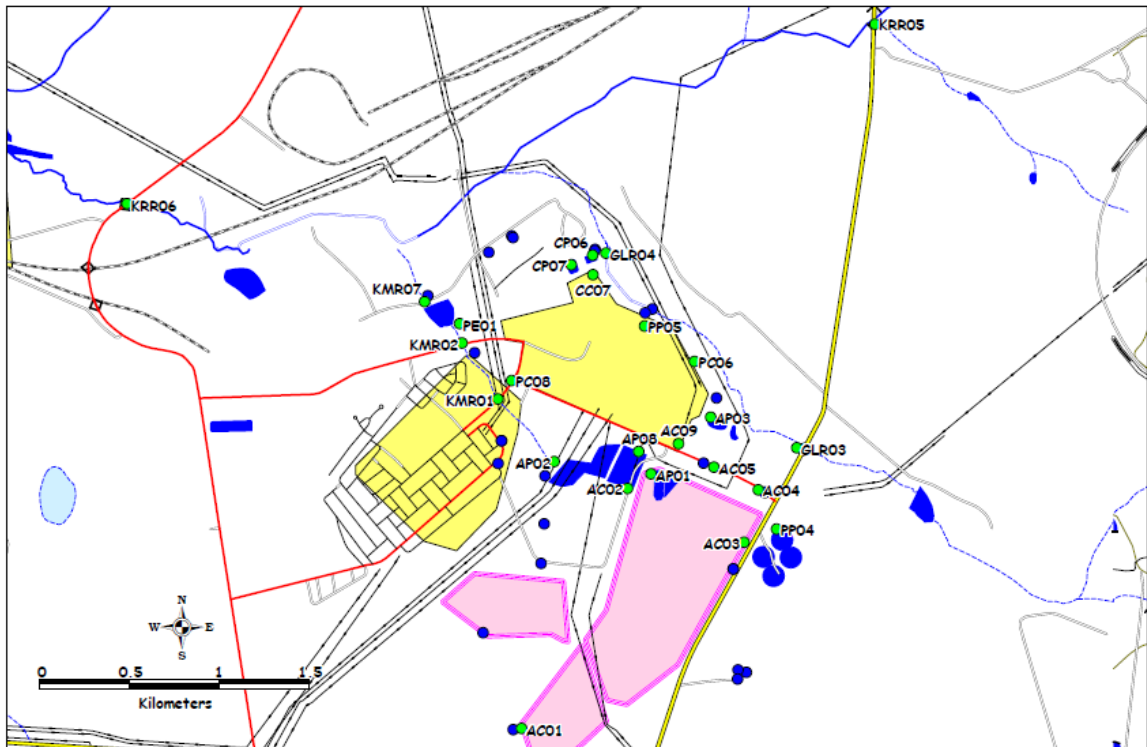 KRR05
KRR06
CP06
GLR04
CP07
CC07
KMR07
PE01
PP05
KMR02
PC06
PC08
KMR01
AP03
AC09
AP08
GLR03
AP02
AC05
AP01
AC02
AC04
PP04
AC03
N
W E
S
0 0.5 1 1.5
Kilometers
AC01